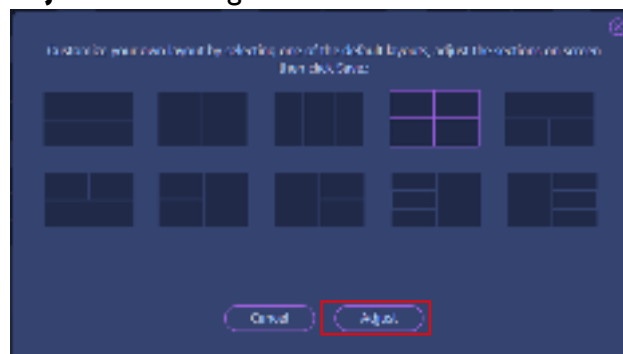 To customize your own layout by selecting one of the default layouts, adjust the sections on screen
then click Save:
Cancel
Adjust